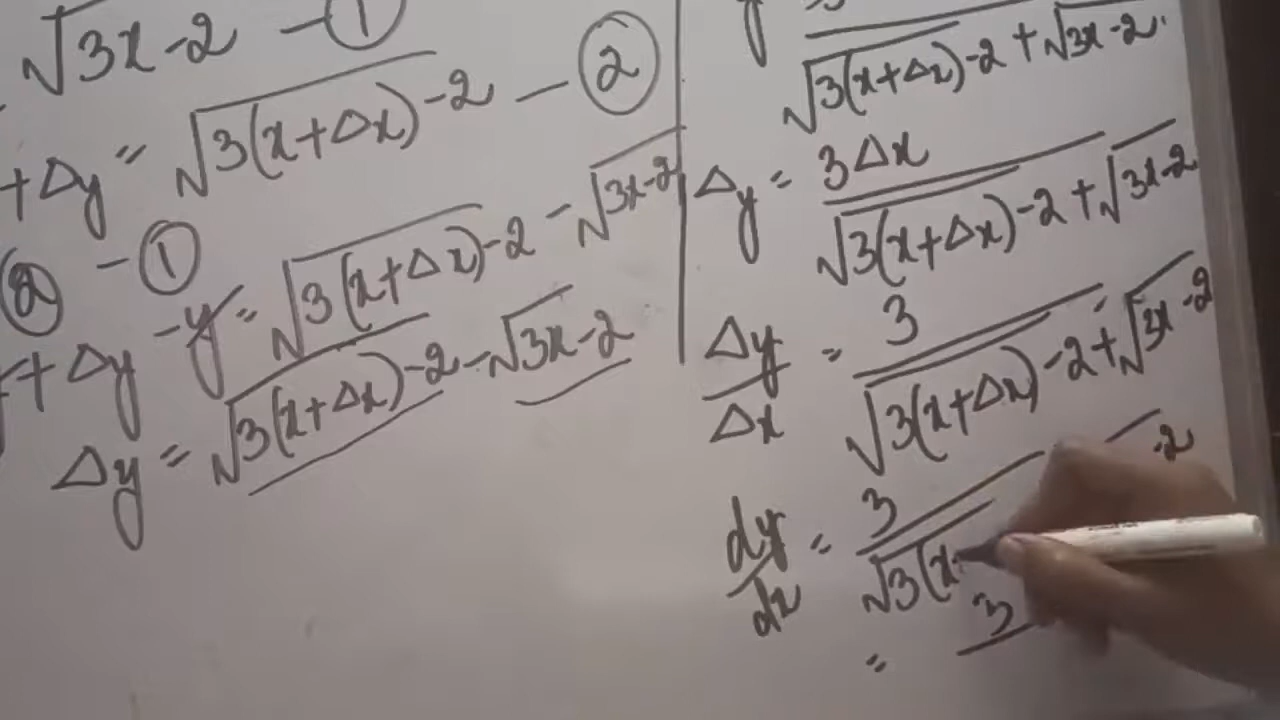 √3x-2 - ①
+Δy = √3(x+Δx)-2 - ②
② - ①
+ Δy - y = √3(x+Δx)-2 - √3x-2
Δy = √3(x+Δx)-2 - √3x-2
y
√3(x+Δx)-2 + √3x-2
Δy = 3Δx / √3(x+Δx)-2 + √3x-2
Δy/Δx = 3 / √3(x+Δx)-2 + √3x-2
dy/dx = 3 / √3(x+ -2
= 3